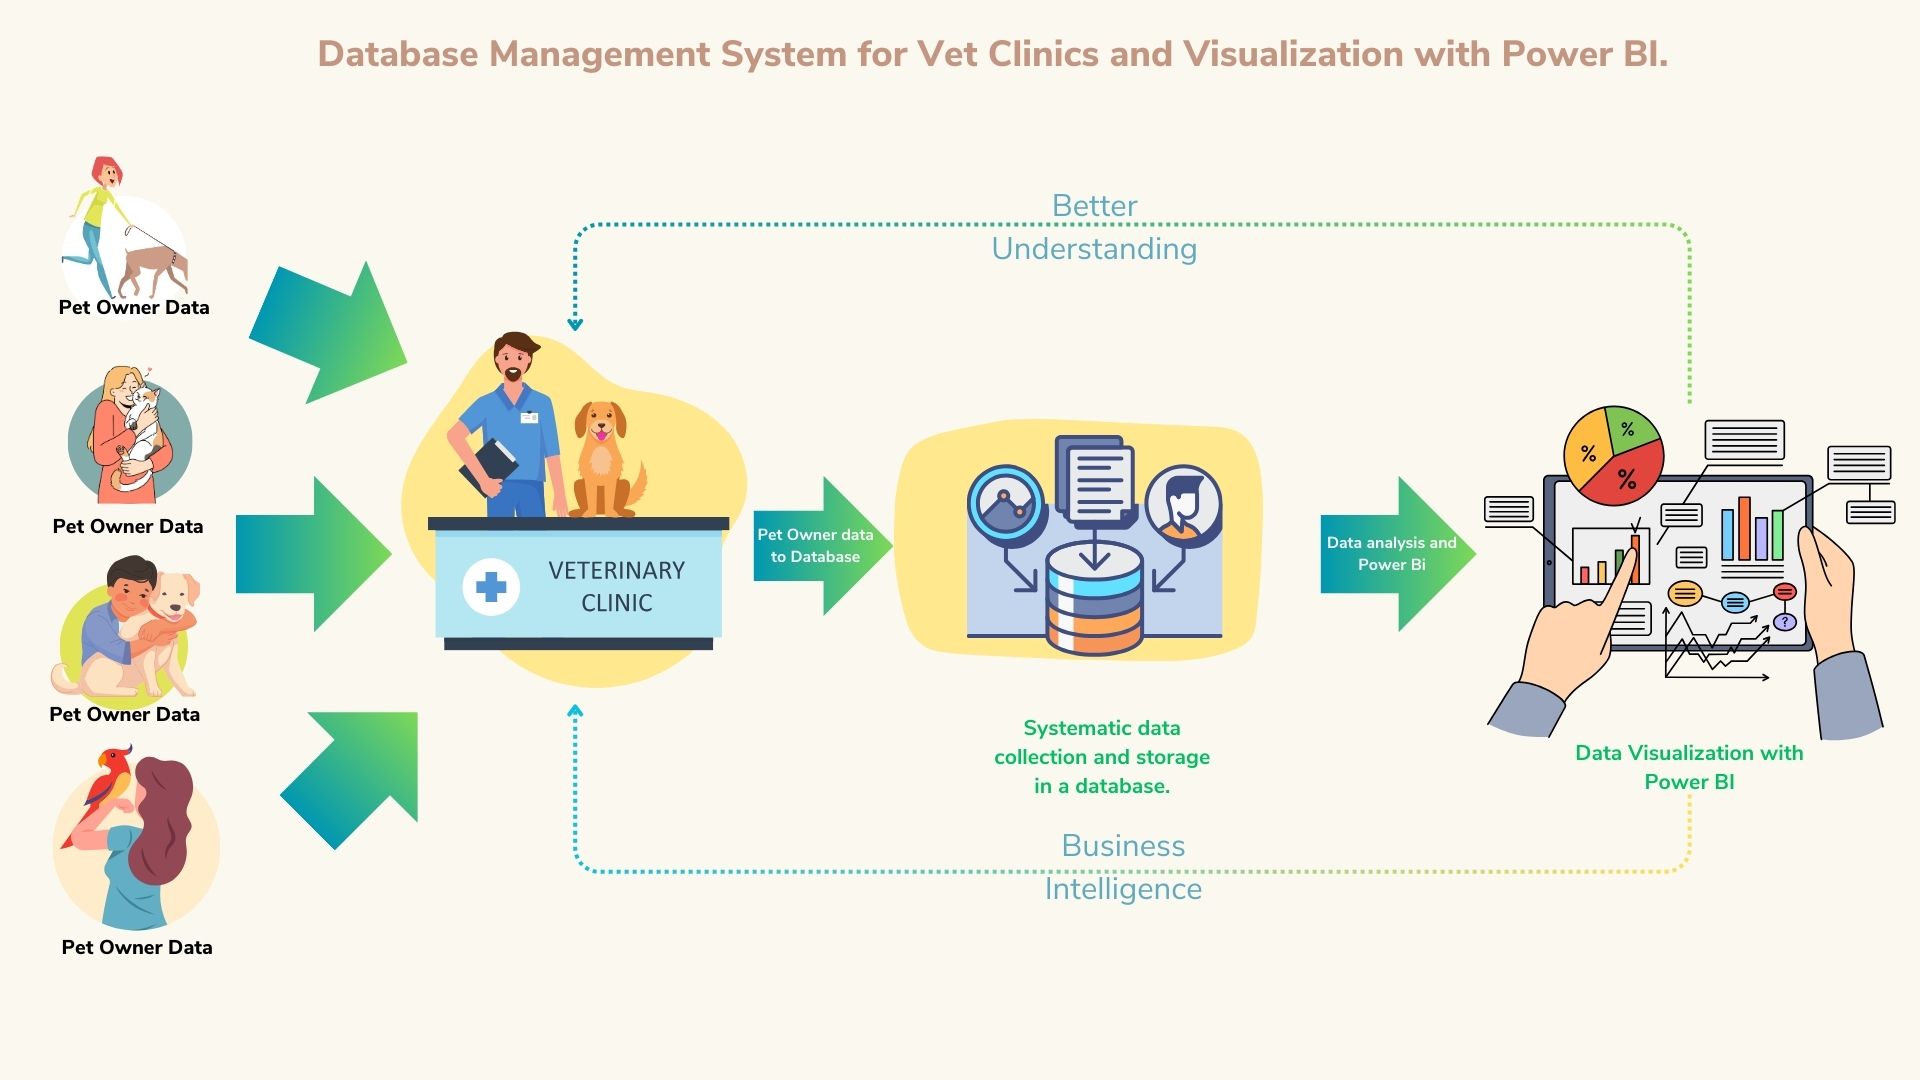 Database Management System for Vet Clinics and Visualization with Power BI.
Pet Owner Data
Pet Owner Data
Pet Owner Data
Pet Owner Data
Better
Understanding
VETERINARY
CLINIC
Pet Owner data
to Database
Systematic data
collection and storage
in a database.
Data analysis and
Power Bi
%
%
%
?
Data Visualization with
Power BI
Business
Intelligence